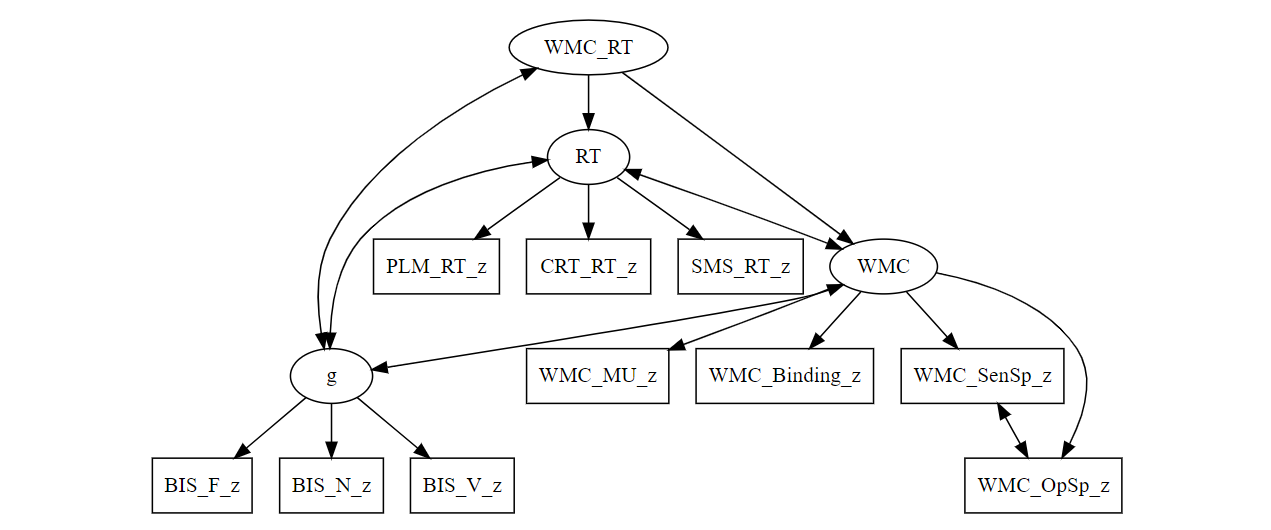 WMC_RT
RT
PLM_RT_z
CRT_RT_z
SMS_RT_z
WMC
g
WMC_MU_z
WMC_Binding_z
WMC_SenSp_z
BIS_F_z
BIS_N_z
BIS_V_z
WMC_OpSp_z